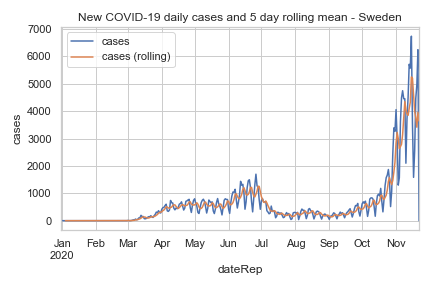 New COVID-19 daily cases and 5 day rolling mean - Sweden
cases
cases (rolling)
7000
6000
5000
4000
3000
2000
1000
0
cases
Jan Feb Mar Apr May Jun Jul Aug Sep Oct Nov
2020
dateRep